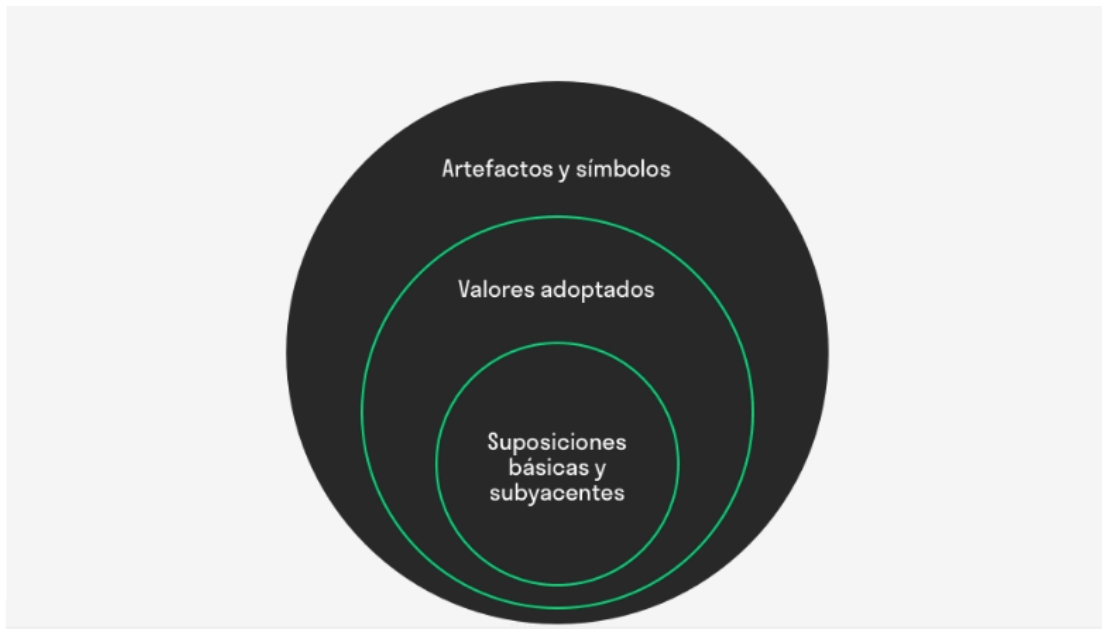 Artefactos y símbolos
Valores adoptados
Suposiciones
básicas y
subyacentes